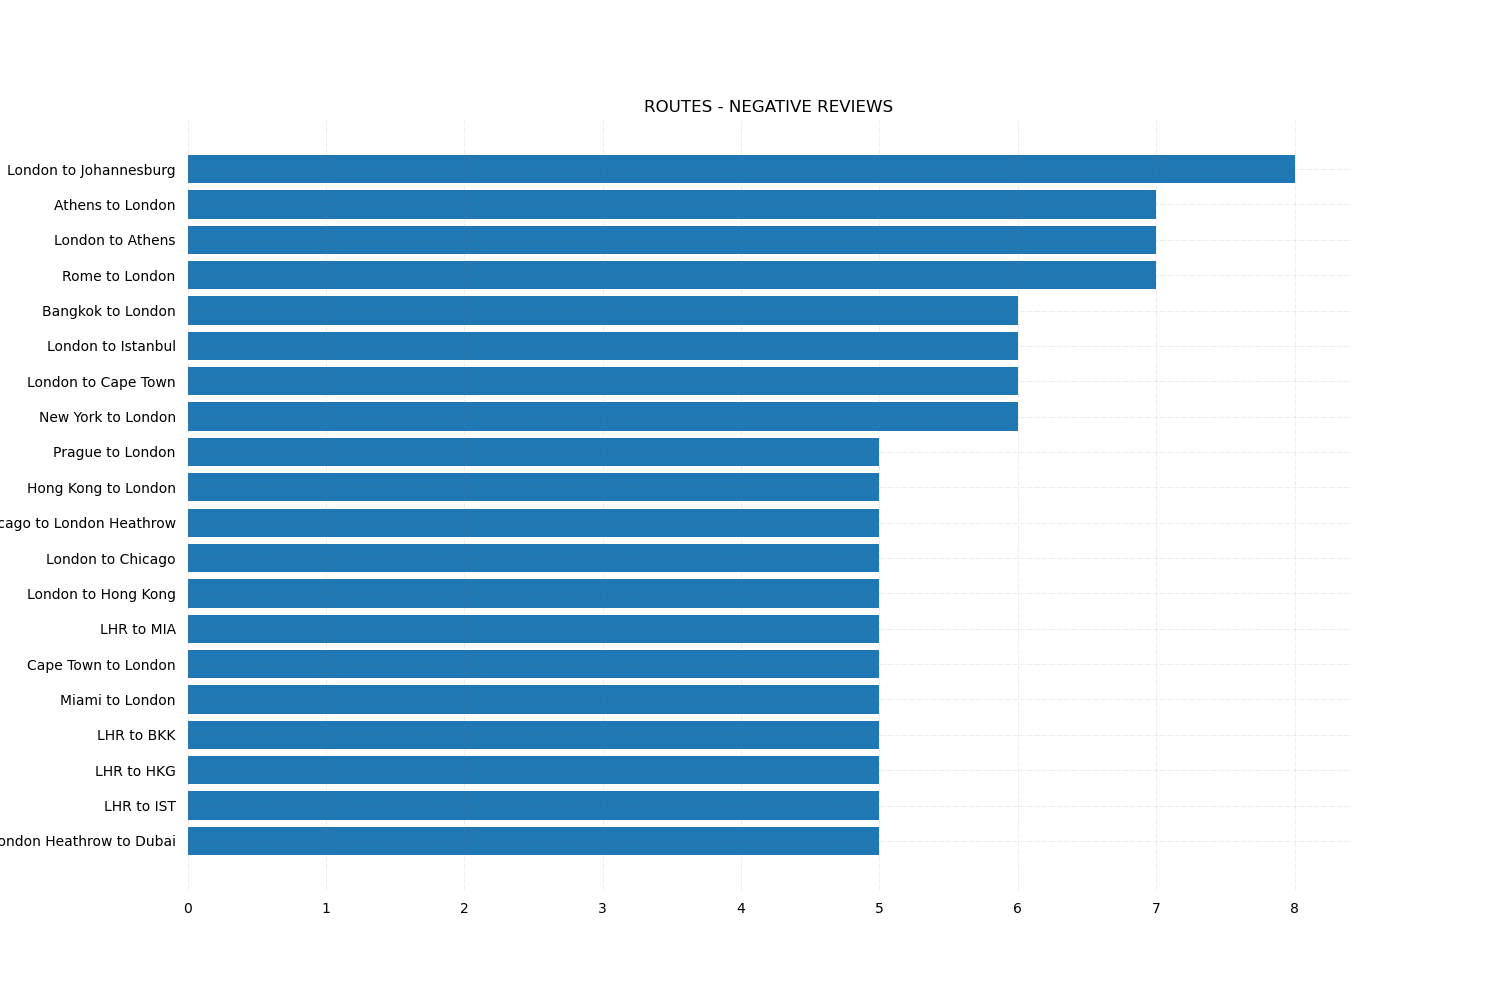 ROUTES - NEGATIVE REVIEWS
London to Johannesburg
Athens to London
London to Athens
Rome to London
Bangkok to London
London to Istanbul
London to Cape Town
New York to London
Prague to London
Hong Kong to London
cago to London Heathrow
London to Chicago
London to Hong Kong
LHR to MIA
Cape Town to London
Miami to London
LHR to BKK
LHR to HKG
LHR to IST
ondon Heathrow to Dubai
0 1 2 3 4 5 6 7 8